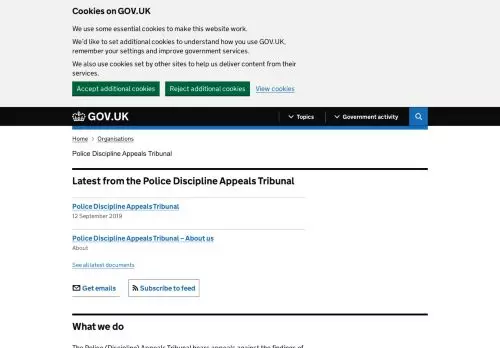 Cookies on GOV.UK
We use some essential cookies to make this website work.
We'd like to set additional cookies to understand how you use GOV.UK,
remember your settings and improve government services.
We also use cookies set by other sites to help us deliver content from their
services.
Accept additional cookies Reject additional cookies View cookies
GOV.UK Topics Government activity
Home Organisations
Police Discipline Appeals Tribunal
Latest from the Police Discipline Appeals Tribunal
Police Discipline Appeals Tribunal
12 September 2019
Police Discipline Appeals Tribunal – About us
About
See all latest documents
Get emails Subscribe to feed
What we do
The Police (Discipline) Appeals Tribunal hears appeals against the findings of